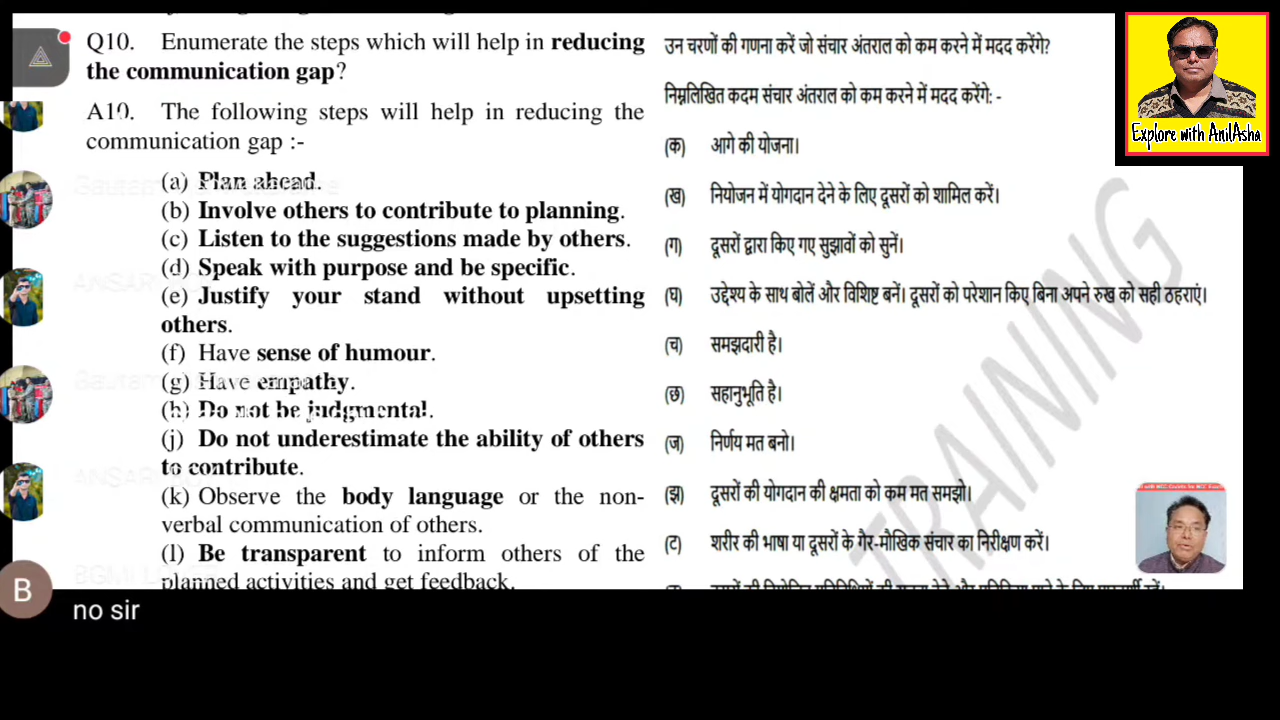 Q10. Enumerate the steps which will help in reducing
the communication gap?
A10. The following steps will help in reducing the
communication gap :-
(a) Plan ahead.
(b) Involve others to contribute to planning.
(c) Listen to the suggestions made by others.
(d) Speak with purpose and be specific.
(e) Justify your stand without upsetting
others.
(f) Have sense of humour.
(g) Have empathy.
(h) Do not be judgmental.
(j) Do not underestimate the ability of others
to contribute.
(k) Observe the body language or the non-
verbal communication of others.
(l) Be transparent to inform others of the
planned activities and get feedback.
उन चरणों की गणना करें जो संचार अंतराल को कम करने में मदद करेंगे?
निम्नलिखित कदम संचार अंतराल को कम करने में मदद करेंगे: -
(क) आगे की योजना।
(ख) नियोजन में योगदान देने के लिए दूसरों को शामिल करें।
(ग) दूसरों द्वारा किए गए सुझावों को सुनें।
(घ) उद्देश्य के साथ बोलें और विशिष्ट बनें। दूसरों को परेशान किए बिना अपने रुख को सही ठहराएं।
(च) समझदारी है।
(छ) सहानुभूति है।
(ज) निर्णय मत बनो।
(झ) दूसरों की योगदान की क्षमता को कम मत समझो।
(ट) शरीर की भाषा या दूसरों के गैर-मौखिक संचार का निरीक्षण करें।
TRAINING
Explore with AnilAsha
ANSARI
ANSARI
B
no sir